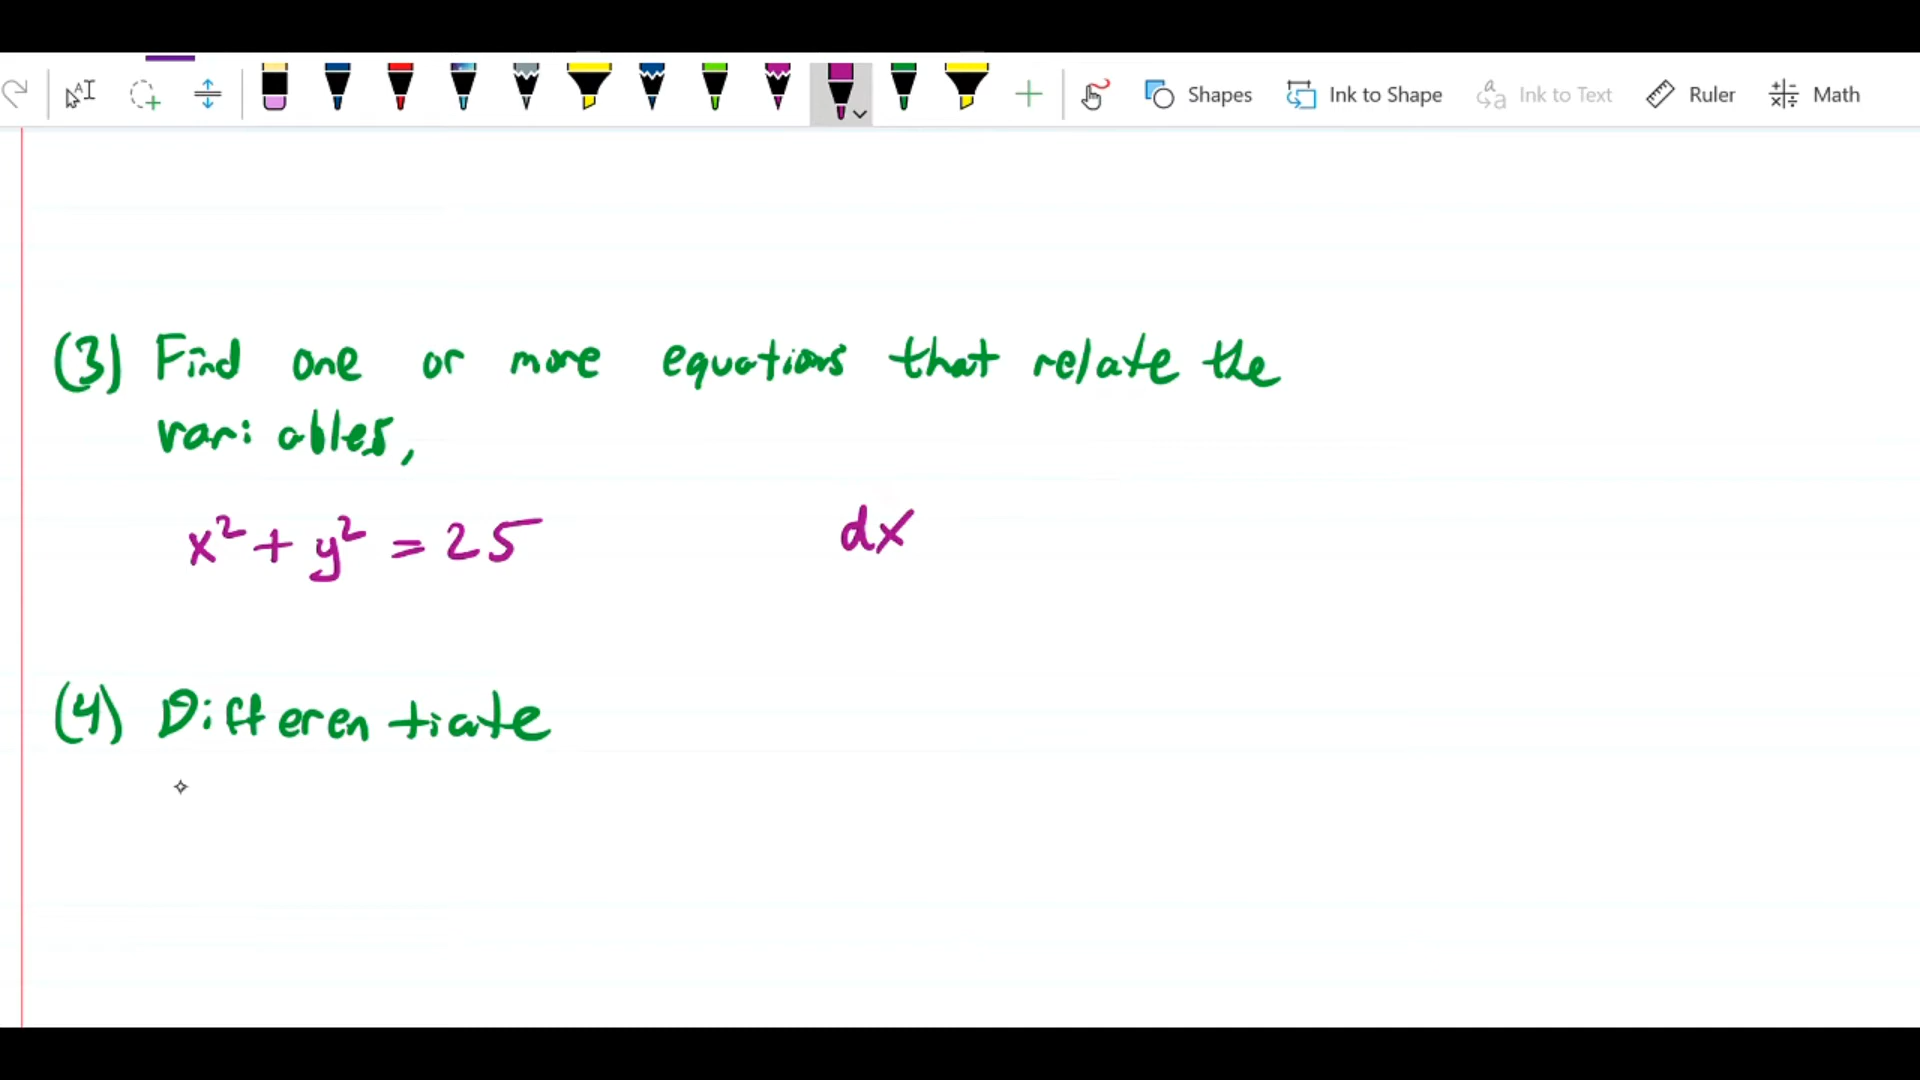 Shapes Ink to Shape Ink to Text Ruler Math
(3) Find one or more equations that relate the
variables,
x² + y² = 25 dx
(4) Differentiate